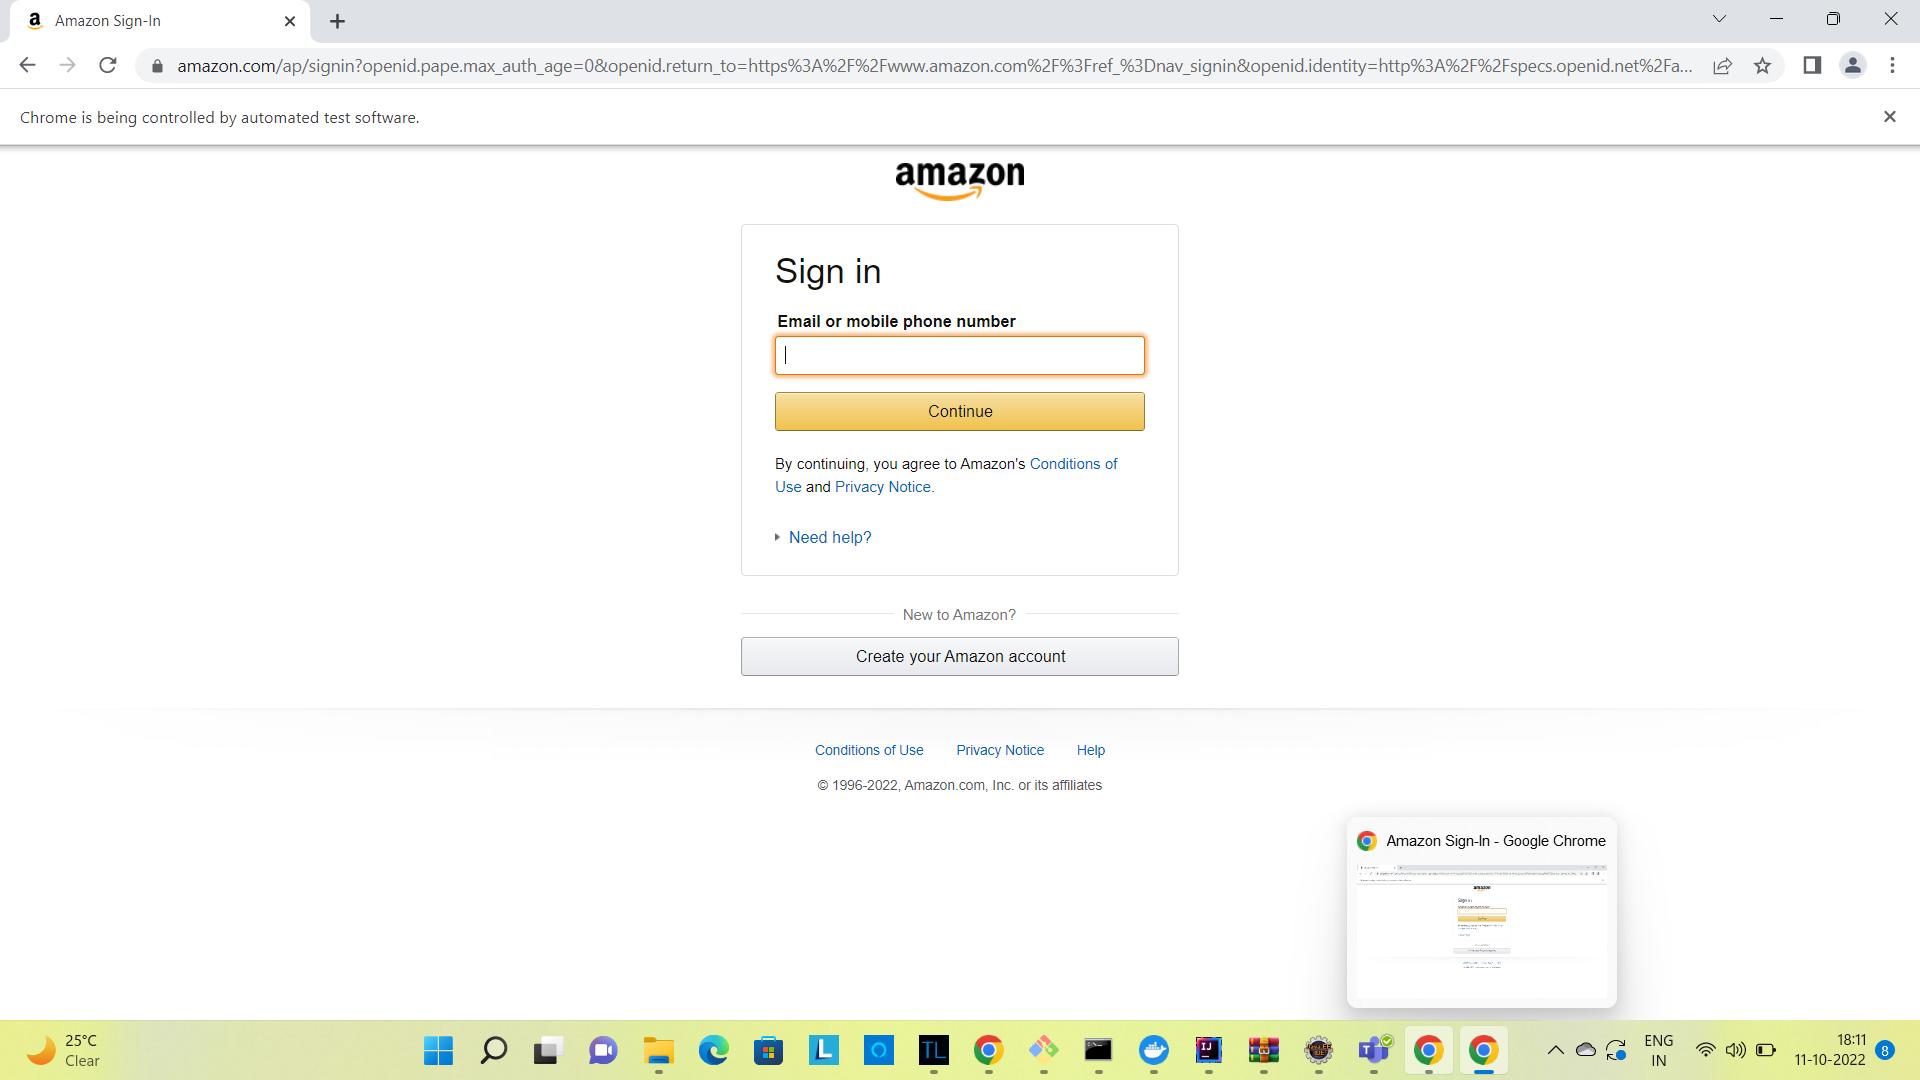 a Amazon Sign-In
amazon.com/ap/signin?openid.pape.max_auth_age=0&openid.return_to=https%3A%2F%2Fwww.amazon.com%2F%3Fref_%3Dnav_signin&openid.identity=http%3A%2F%2Fspecs.openid.net%2Fa...
Chrome is being controlled by automated test software.
amazon
Sign in
Email or mobile phone number
Continue
By continuing, you agree to Amazon's Conditions of
Use and Privacy Notice.
Need help?
New to Amazon?
Create your Amazon account
Conditions of Use Privacy Notice Help
© 1996-2022, Amazon.com, Inc. or its affiliates
Amazon Sign-In - Google Chrome
amazon
Sign in
25°C
Clear
L
TL
IJ
T
ENG
IN
18:11
11-10-2022
8